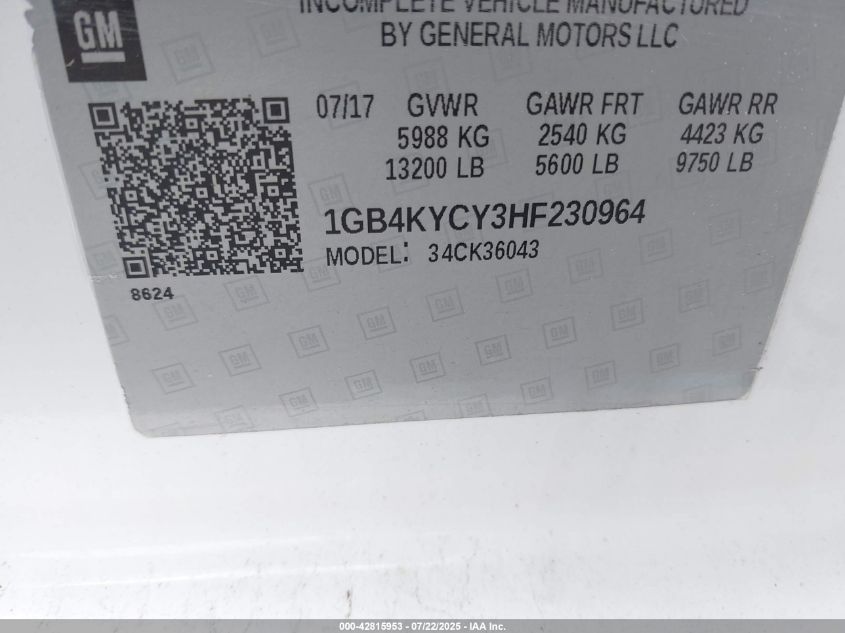 GM
INCOMPLETE VEHICLE MANUFACTURED
BY GENERAL MOTORS LLC
07/17 GVWR GAWR FRT GAWR RR
5988 KG 2540 KG 4423 KG
13200 LB 5600 LB 9750 LB
1GB4KYCY3HF230964
MODEL: 34CK36043
8624
000-42815953 - 07/22/2025 - IAA Inc.